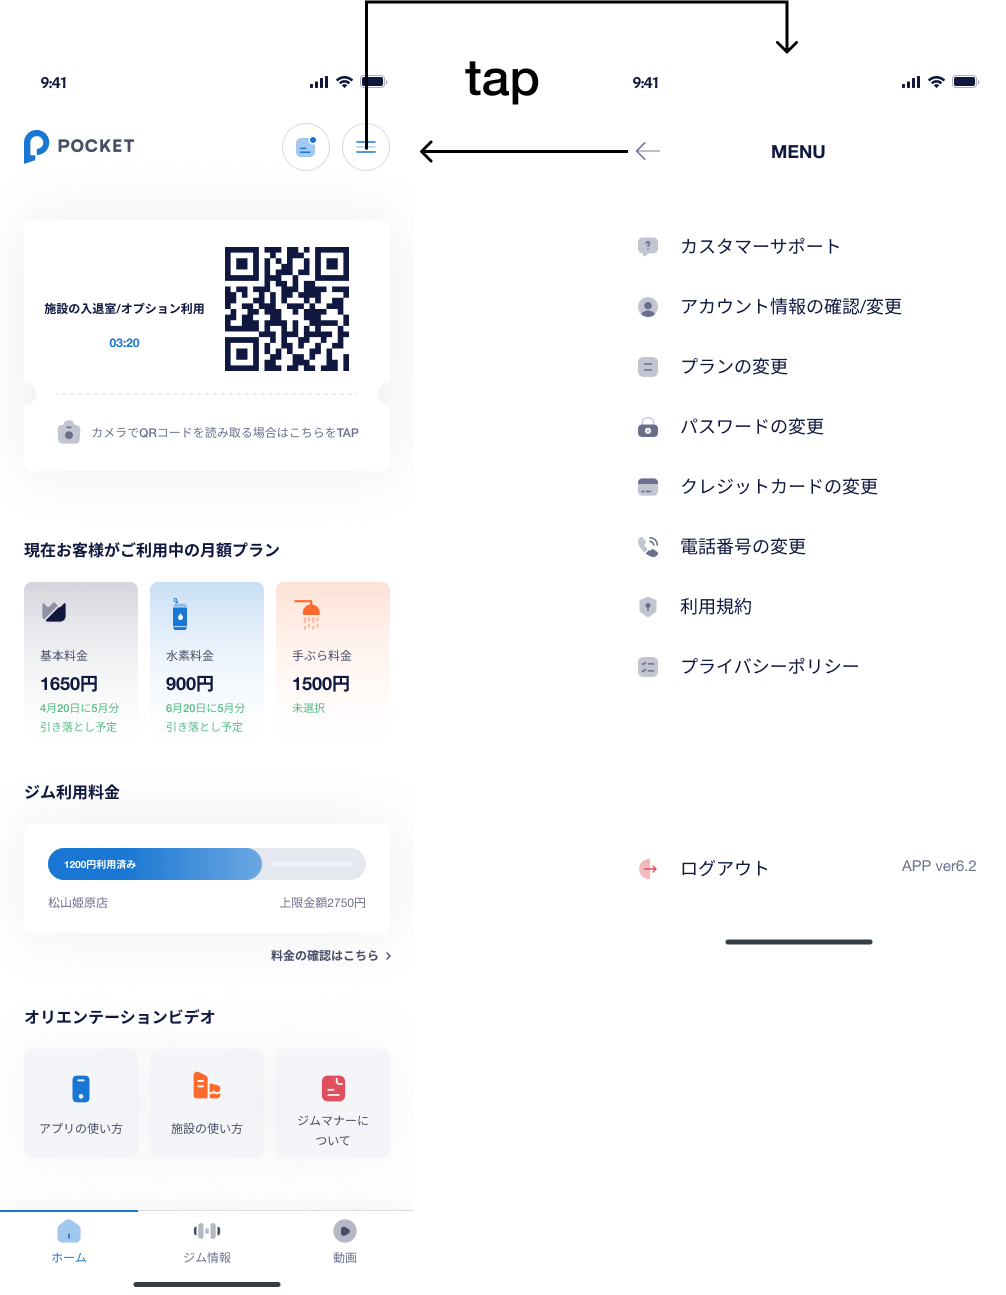 9:41
POCKET
施設の入退室/オプション利用
03:20
カメラでQRコードを読み取る場合はこちらをTAP
現在お客様がご利用中の月額プラン
基本料金
1650円
4月20日に5月分
引き落とし予定
水素料金
900円
6月20日に5月分
引き落とし予定
手ぶら料金
1500円
未選択
ジム利用料金
1200円利用済み
松山姫原店
上限金額2750円
料金の確認はこちら
オリエンテーションビデオ
アプリの使い方
施設の使い方
ジムマナーに
ついて
ホーム
ジム情報
動画
tap
9:41
MENU
カスタマーサポート
アカウント情報の確認/変更
プランの変更
パスワードの変更
クレジットカードの変更
電話番号の変更
利用規約
プライバシーポリシー
ログアウト
APP ver6.2